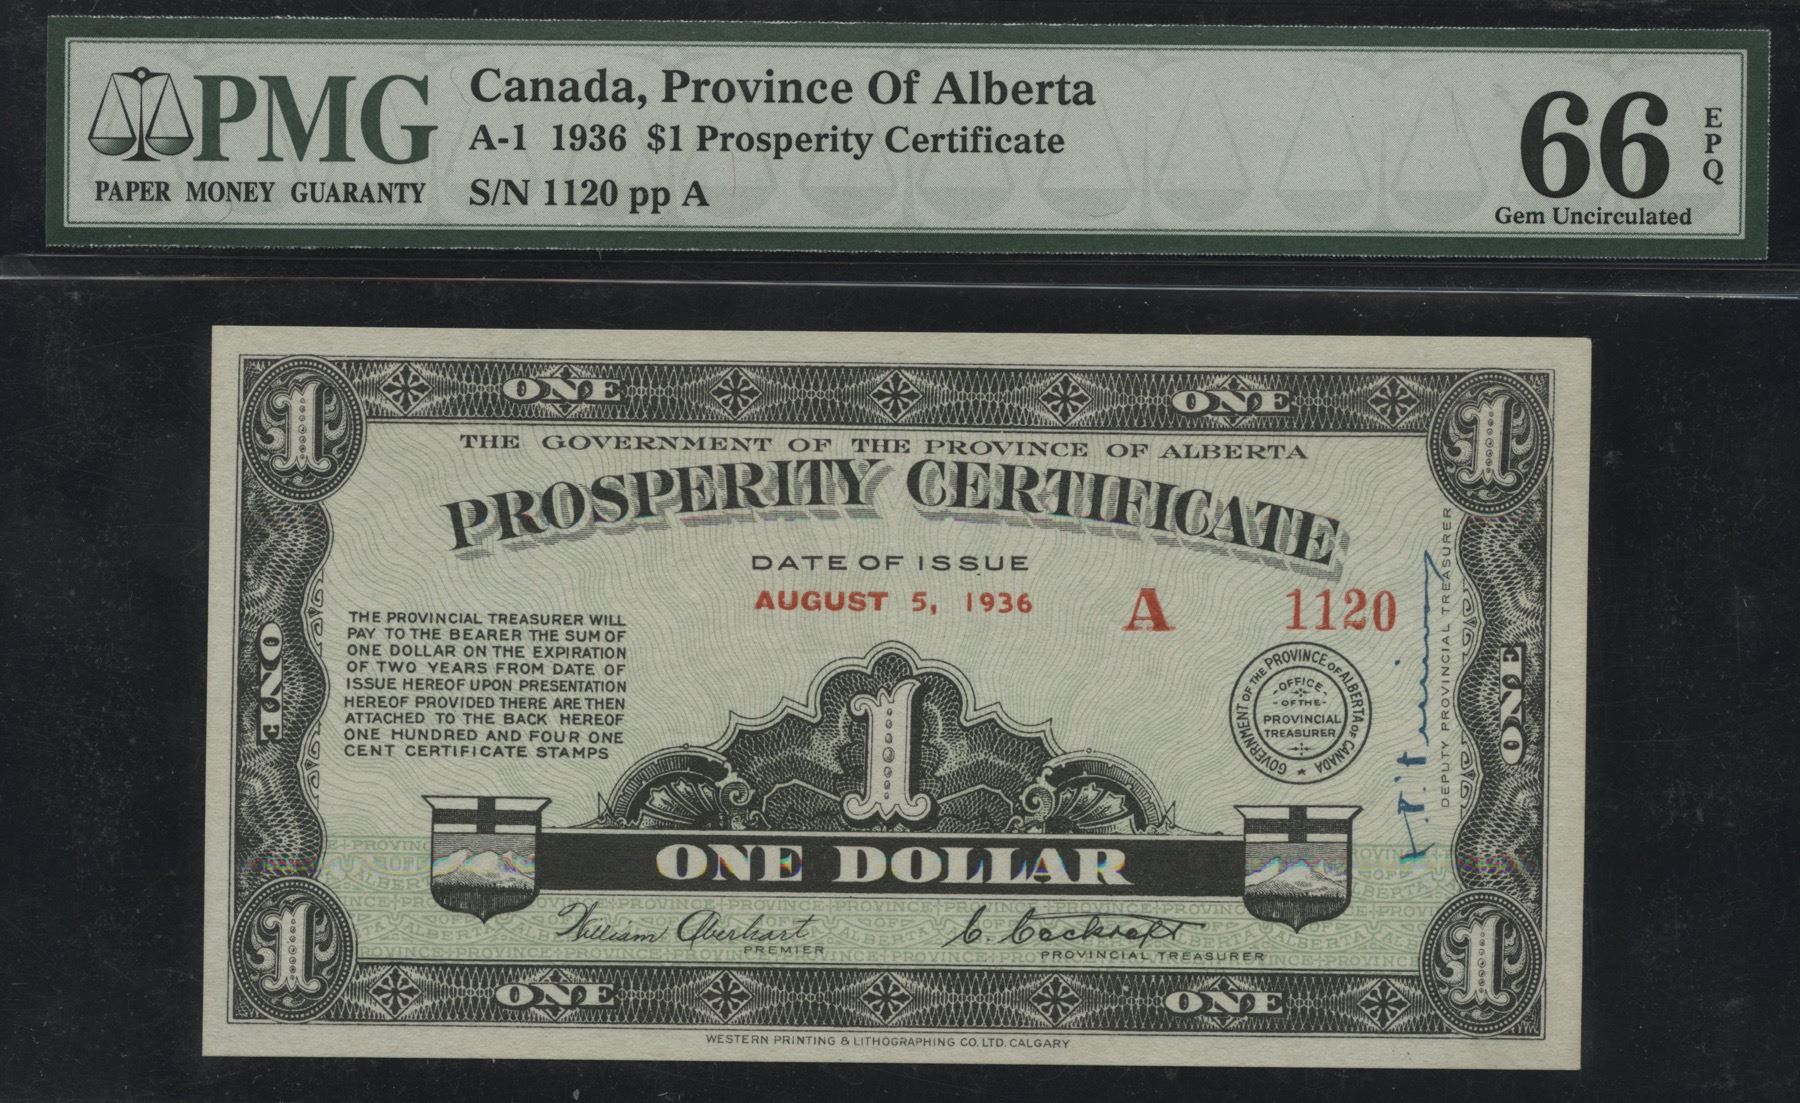 PMG
PAPER MONEY GUARANTY
Canada, Province Of Alberta
A-1 1936 $1 Prosperity Certificate
S/N 1120 pp A
66
EPQ
Gem Uncirculated
1 ONE ONE 1
THE GOVERNMENT OF THE PROVINCE OF ALBERTA
PROSPERITY CERTIFICATE
DATE OF ISSUE
AUGUST 5, 1936
A 1120
THE PROVINCIAL TREASURER WILL
PAY TO THE BEARER THE SUM OF
ONE DOLLAR ON THE EXPIRATION
OF TWO YEARS FROM DATE OF
ISSUE HEREOF UPON PRESENTATION
HEREOF PROVIDED THERE ARE THEN
ATTACHED TO THE BACK HEREOF
ONE HUNDRED AND FOUR ONE
CENT CERTIFICATE STAMPS
ONE
1
GOVERNMENT OF THE PROVINCE OF ALBERTA OF CANADA
OFFICE
OF THE
PROVINCIAL
TREASURER
DEPUTY PROVINCIAL TREASURER
ONE
ONE DOLLAR
William Aberhart
PREMIER
C. Cockroft
PROVINCIAL TREASURER
1 ONE ONE 1
WESTERN PRINTING & LITHOGRAPHING CO. LTD. CALGARY